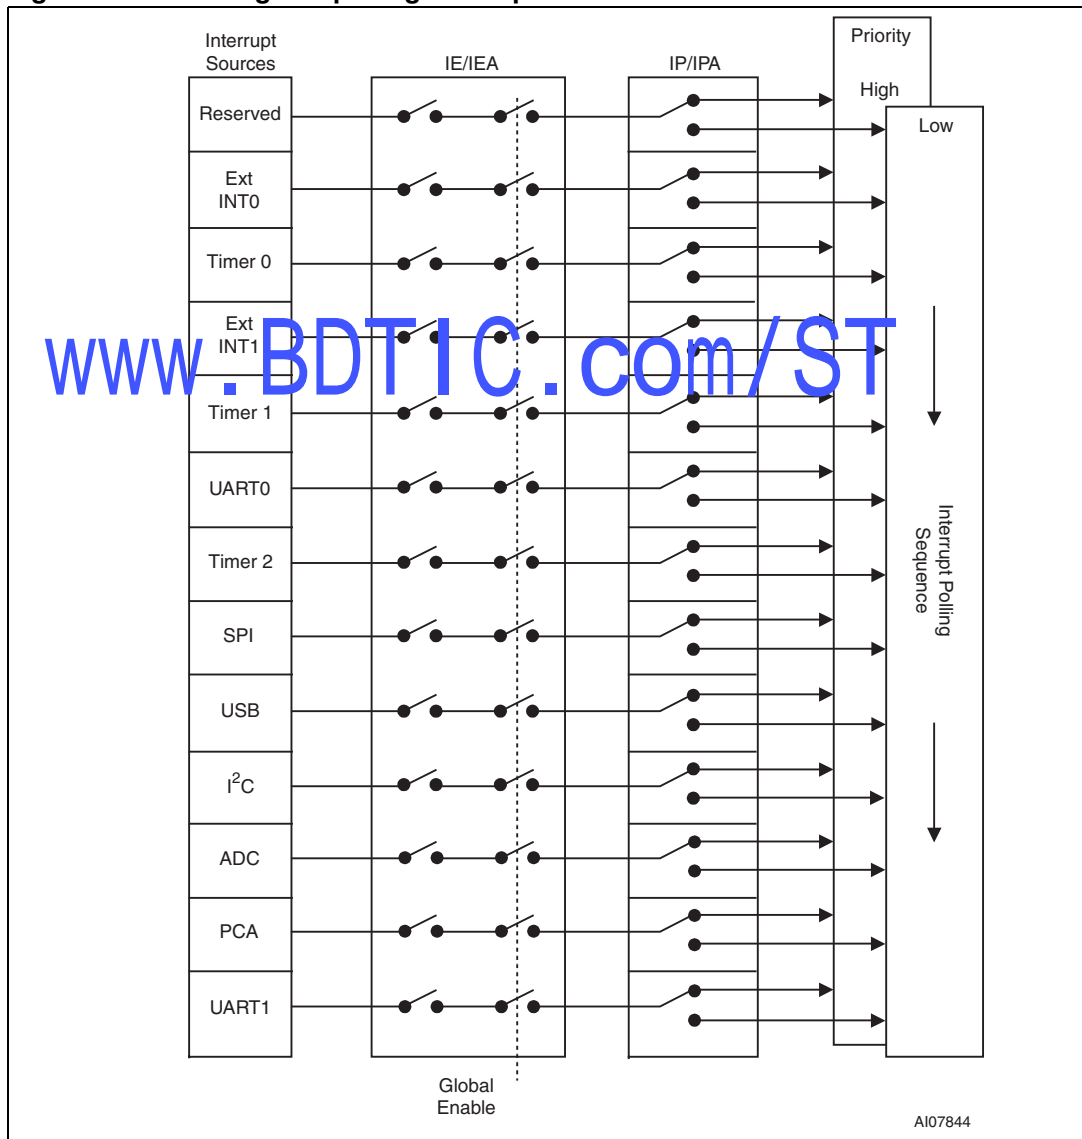 Interrupt
Sources
IE/IEA
IP/IPA
Priority
High
Low
Reserved
Ext
INT0
Timer 0
Ext
INT1
www.BDTIC.com/ST
Timer 1
UART0
Timer 2
SPI
USB
I²C
ADC
PCA
UART1
Interrupt Polling
Sequence
Global
Enable
AI07844